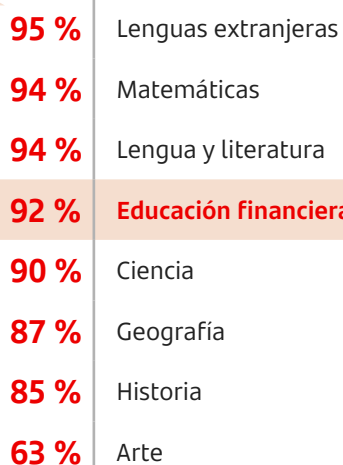 95 % Lenguas extranjeras
94 % Matemáticas
94 % Lengua y literatura
92 % Educación financiera
90 % Ciencia
87 % Geografía
85 % Historia
63 % Arte